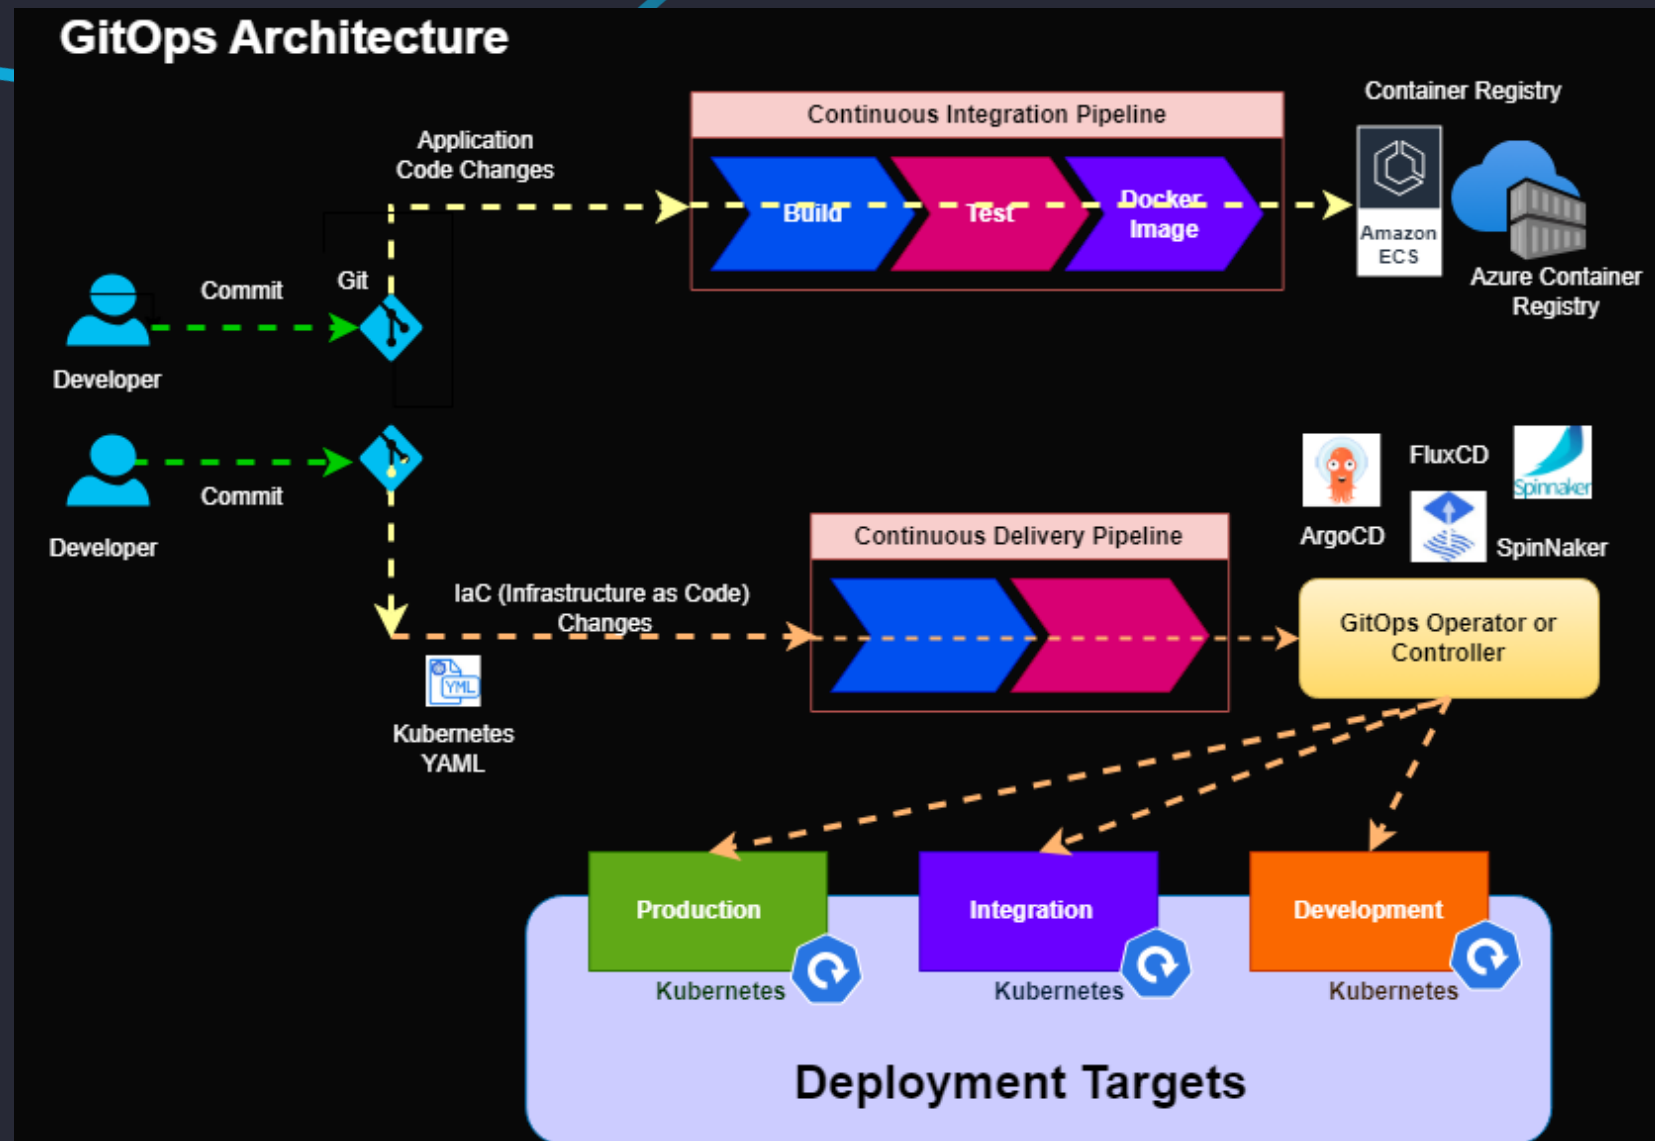 GitOps Architecture
Continuous Integration Pipeline
Container Registry
Application
Code Changes
Build
Test
Docker
Image
Amazon
ECS
Azure Container
Registry
Git
Commit
Developer
Commit
Developer
FluxCD
Spinnaker
ArgoCD
SpinNaker
Continuous Delivery Pipeline
IaC (Infrastructure as Code)
Changes
YML
Kubernetes
YAML
GitOps Operator or
Controller
Production
Integration
Development
Kubernetes
Kubernetes
Kubernetes
Deployment Targets